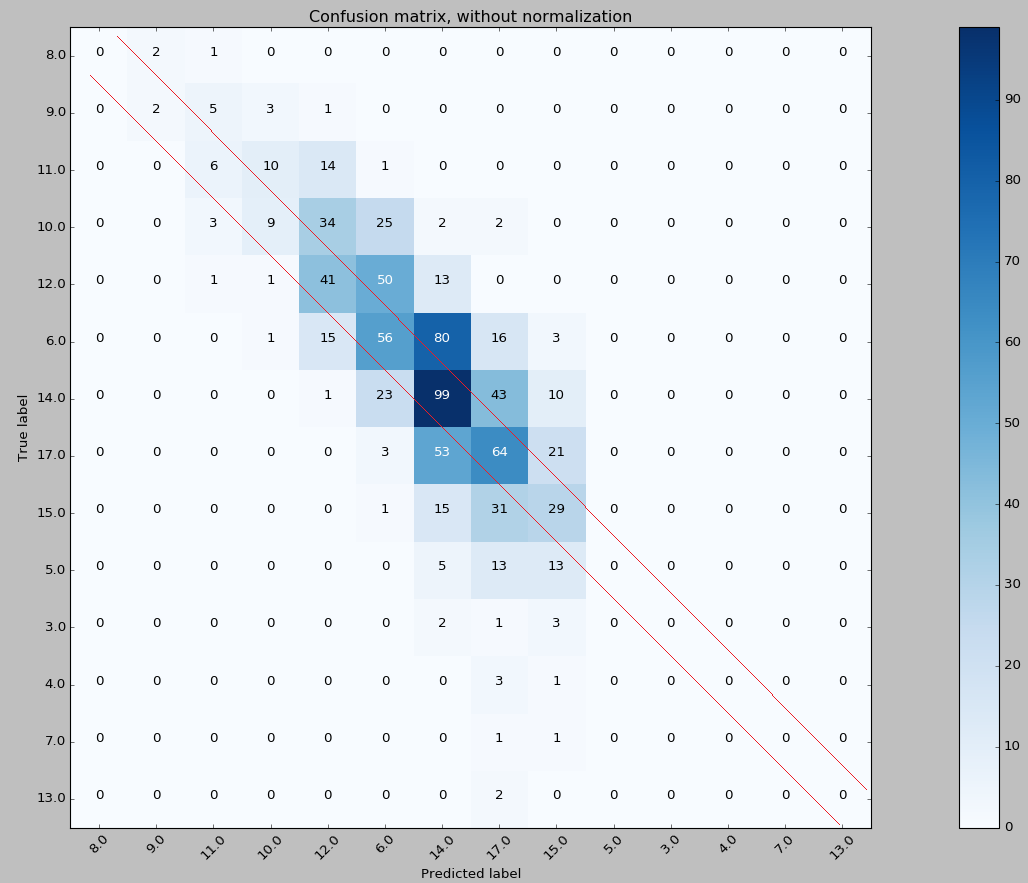 Confusion matrix, without normalization
8.0 0 2 1 0 0 0 0 0 0 0 0 0 0 0
9.0 0 2 5 3 1 0 0 0 0 0 0 0 0 0
11.0 0 0 6 10 14 1 0 0 0 0 0 0 0 0
10.0 0 0 3 9 34 25 2 2 0 0 0 0 0 0
12.0 0 0 1 1 41 50 13 0 0 0 0 0 0 0
6.0 0 0 0 1 15 56 80 16 3 0 0 0 0 0
14.0 0 0 0 0 1 23 99 43 10 0 0 0 0 0
17.0 0 0 0 0 0 3 53 64 21 0 0 0 0 0
15.0 0 0 0 0 0 1 15 31 29 0 0 0 0 0
5.0 0 0 0 0 0 0 5 13 13 0 0 0 0 0
3.0 0 0 0 0 0 0 2 1 3 0 0 0 0 0
4.0 0 0 0 0 0 0 0 3 1 0 0 0 0 0
7.0 0 0 0 0 0 0 0 1 1 0 0 0 0 0
13.0 0 0 0 0 0 0 0 2 0 0 0 0 0 0
8.0 9.0 11.0 10.0 12.0 6.0 14.0 17.0 15.0 5.0 3.0 4.0 7.0 13.0
Predicted label
True label
90
80
70
60
50
40
30
20
10
0